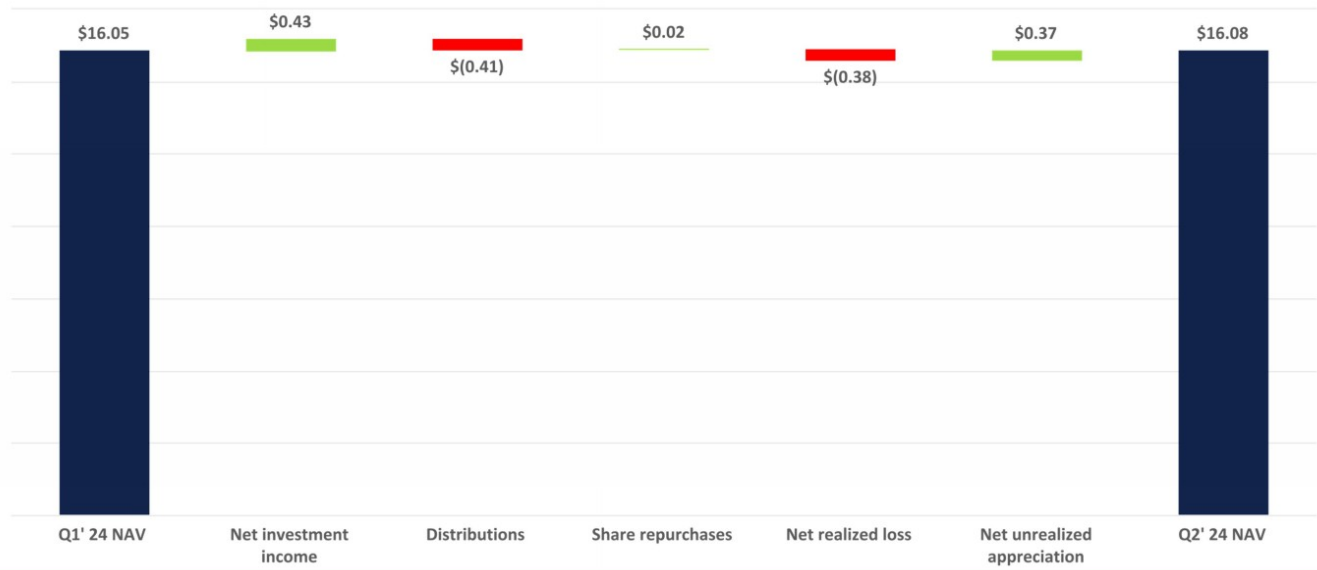 $16.05
$0.43
$(0.41)
$0.02
$(0.38)
$0.37
$16.08
Q1' 24 NAV
Net investment
income
Distributions
Share repurchases
Net realized loss
Net unrealized
appreciation
Q2' 24 NAV